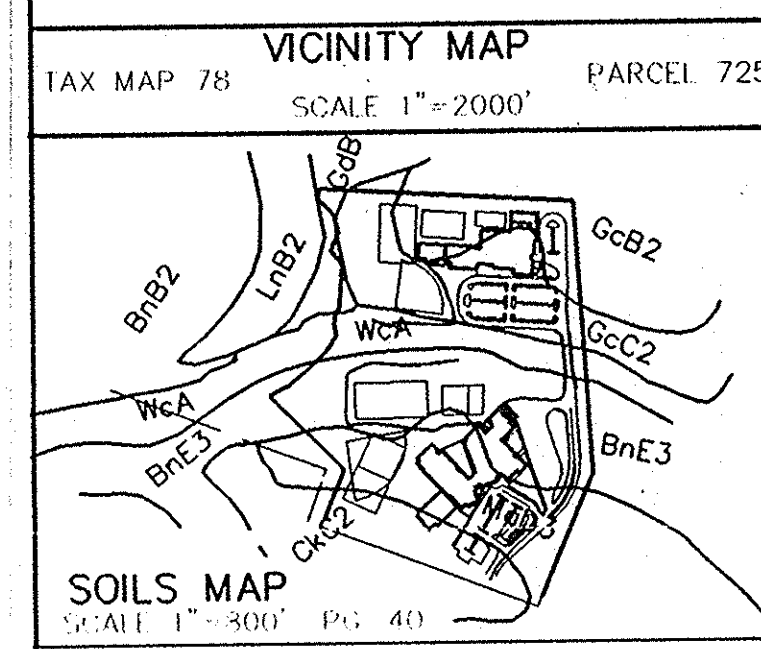 VICINITY MAP
TAX MAP 78
PARCEL 725
SCALE 1"=2000'
GdB
GcB2
BnB2
LnB2
WcA
GcC2
WcA
BnE3
BnE3
CkC2
SOILS MAP
SCALE 1"=800' PG 40